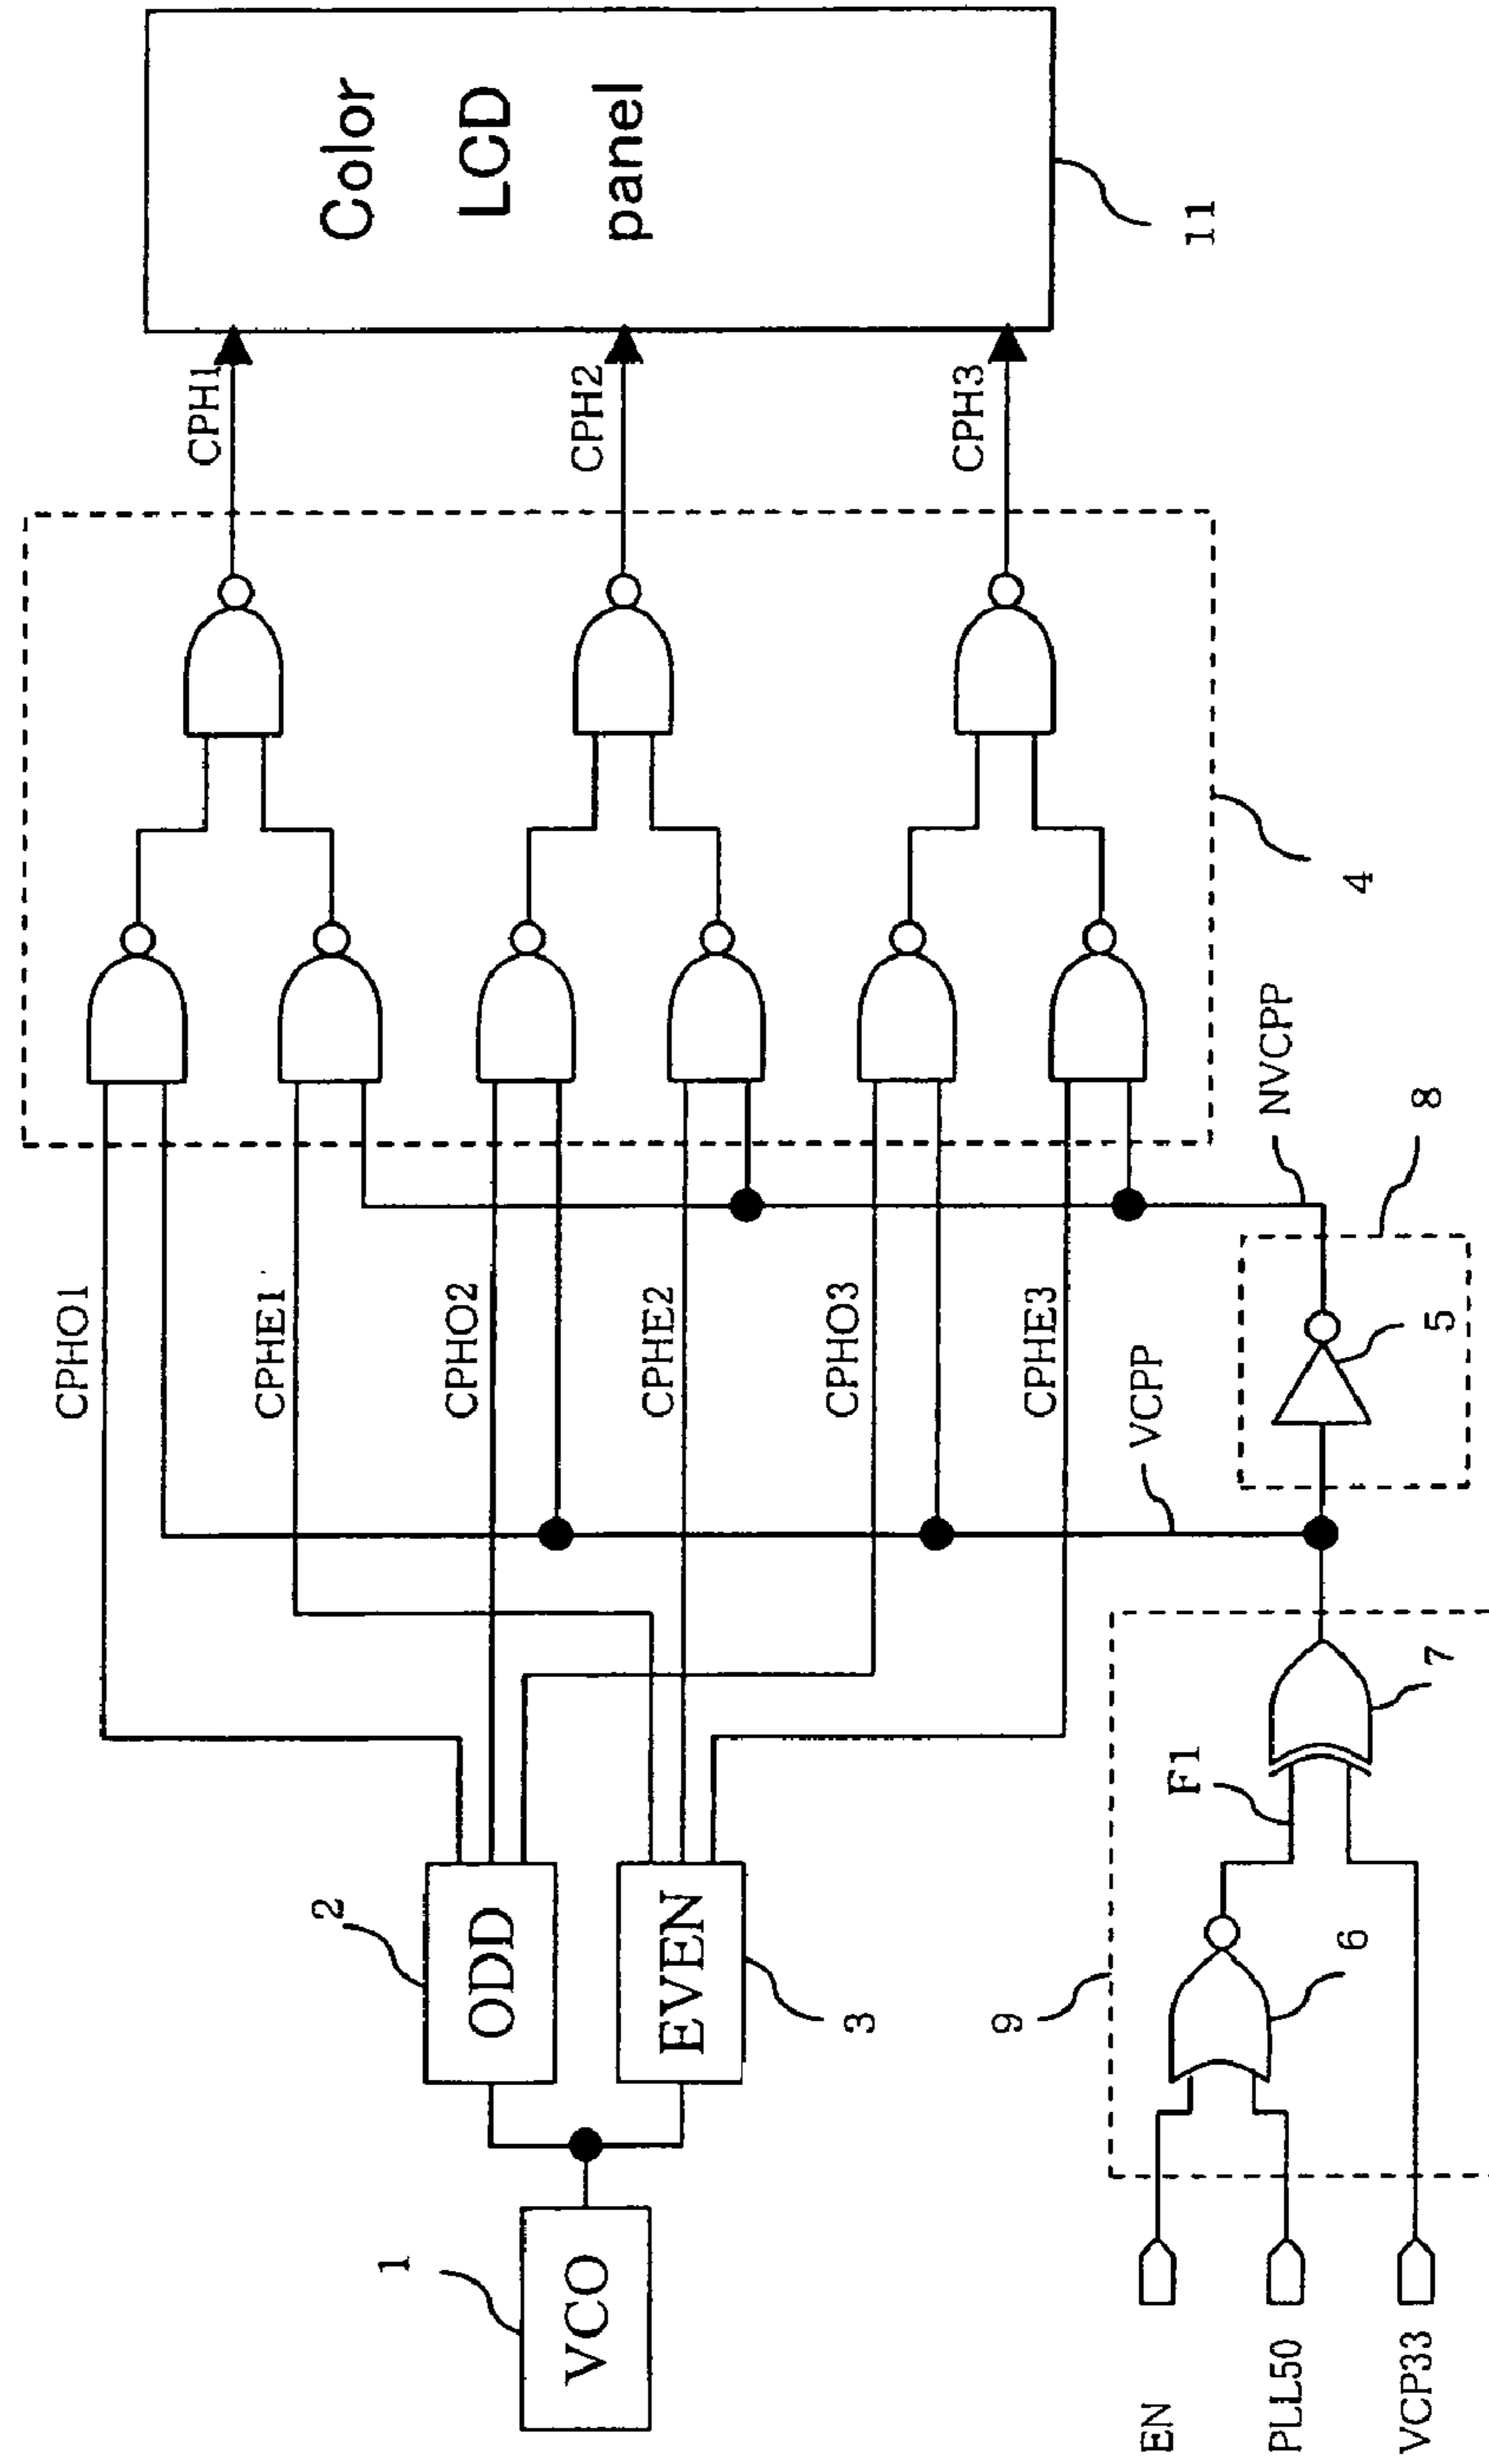 Color
LCD
panel
11
CPH1
CPH2
CPH3
4
CPHO1
CPHE1
CPHO2
CPHE2
CPHO3
CPHE3
NVCPP
8
5
VCPP
2
ODD
EVEN
3
1
VCO
9
F1
7
6
EN
PLL50
VCP33